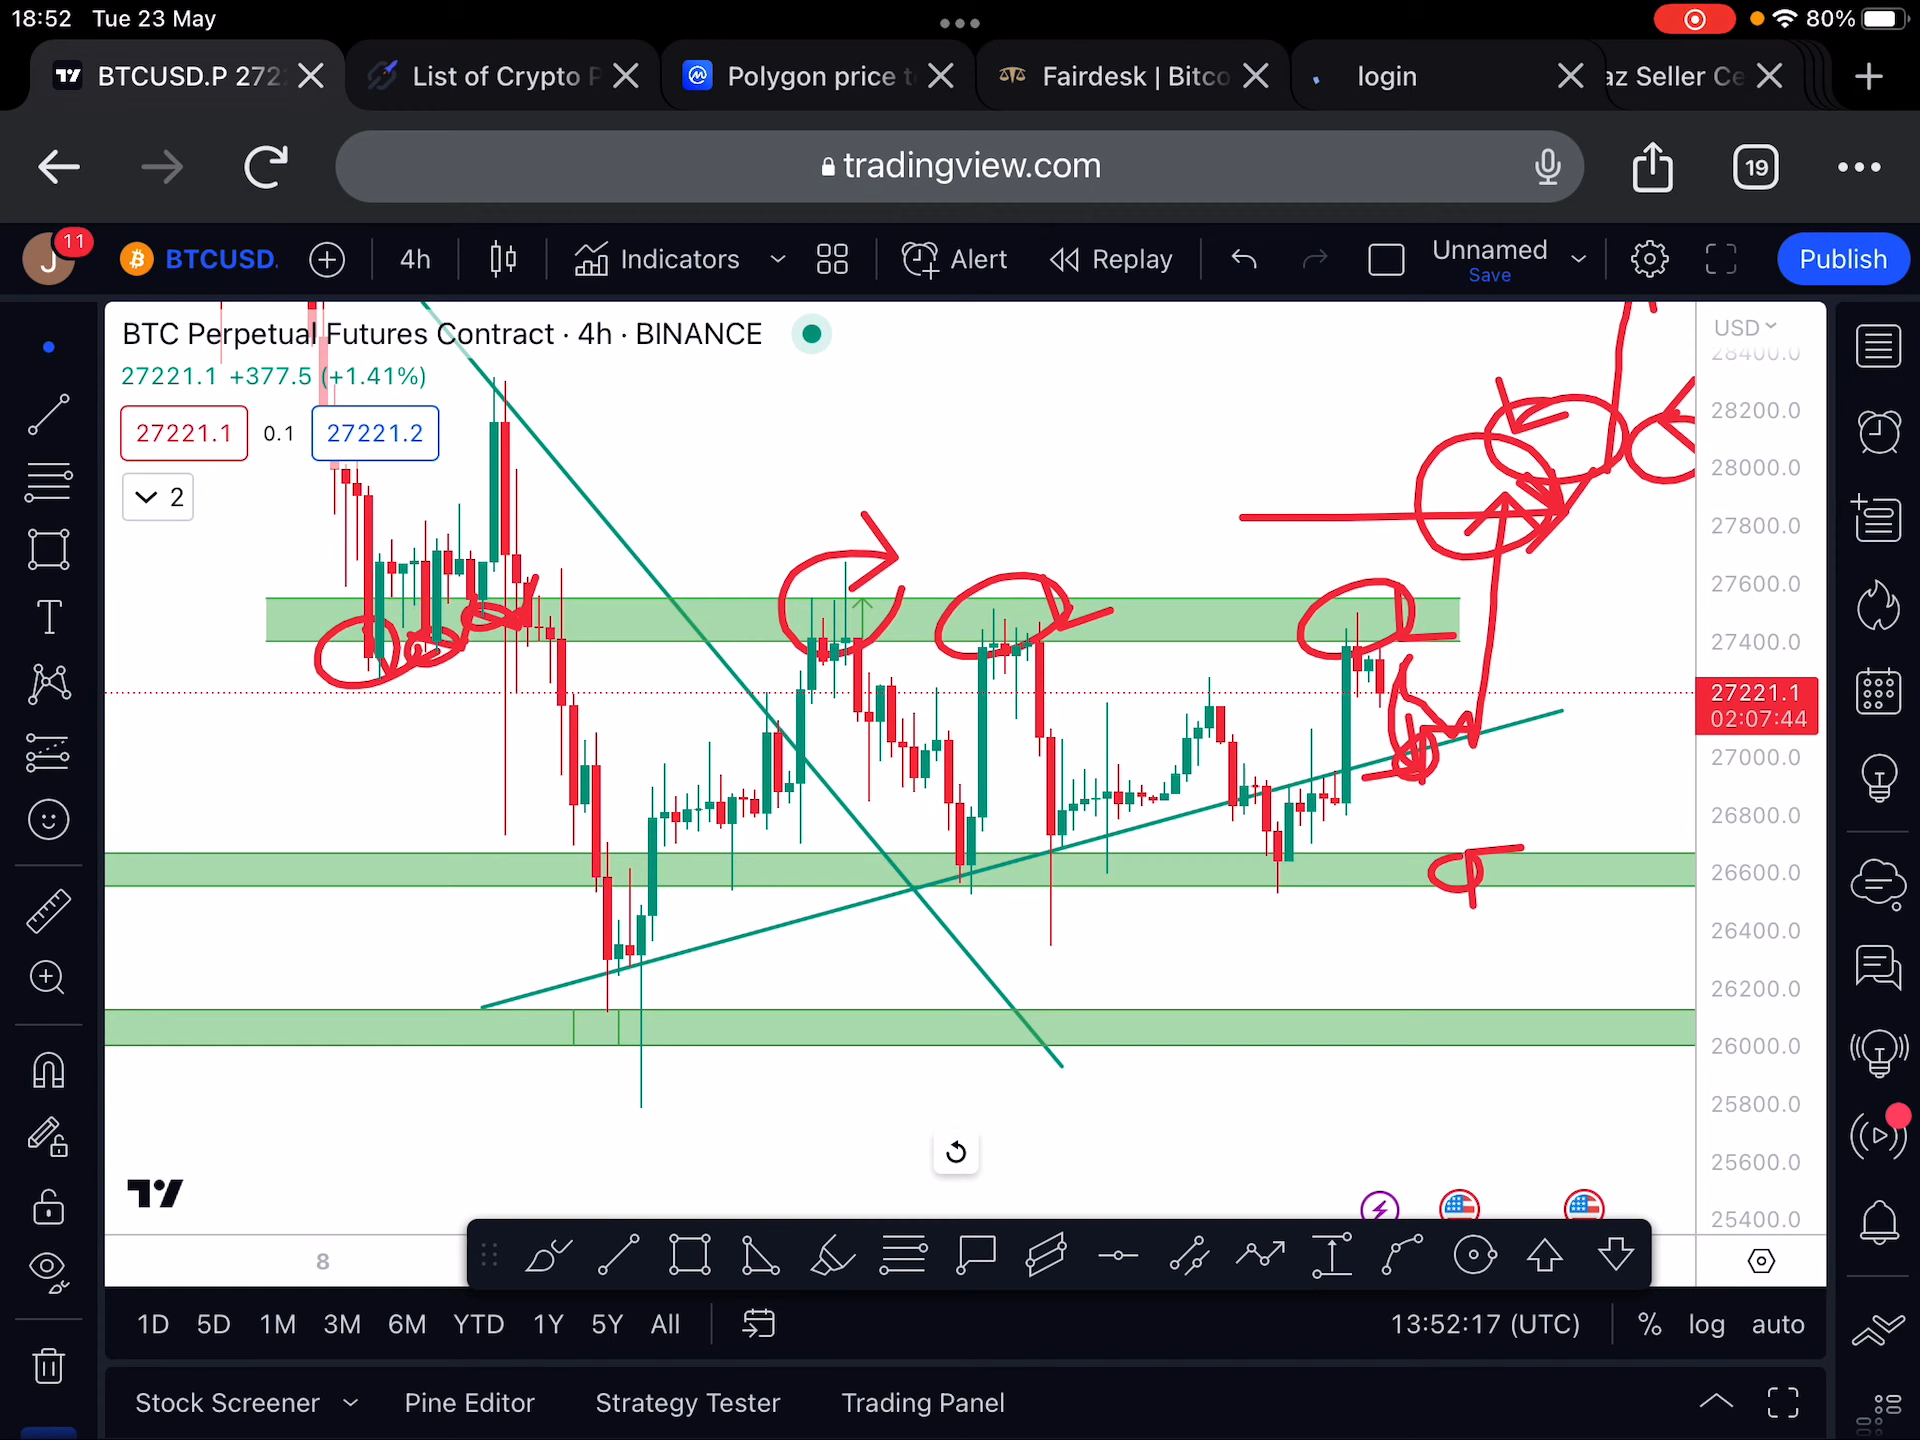 18:52 Tue 23 May
80%
BTCUSD.P 272
List of Crypto P
Polygon price t
Fairdesk | Bitco
login
az Seller Ce
tradingview.com
19
J
11
BTCUSD.
4h
Indicators
Alert
Replay
Unnamed
Save
Publish
BTC Perpetual Futures Contract · 4h · BINANCE
27221.1 +377.5 (+1.41%)
27221.1
0.1
27221.2
2
USD
28400.0
28200.0
28000.0
27800.0
27600.0
27400.0
27221.1
02:07:44
27000.0
26800.0
26600.0
26400.0
26200.0
26000.0
25800.0
25600.0
25400.0
8
1D 5D 1M 3M 6M YTD 1Y 5Y All
13:52:17 (UTC)
% log auto
Stock Screener
Pine Editor
Strategy Tester
Trading Panel